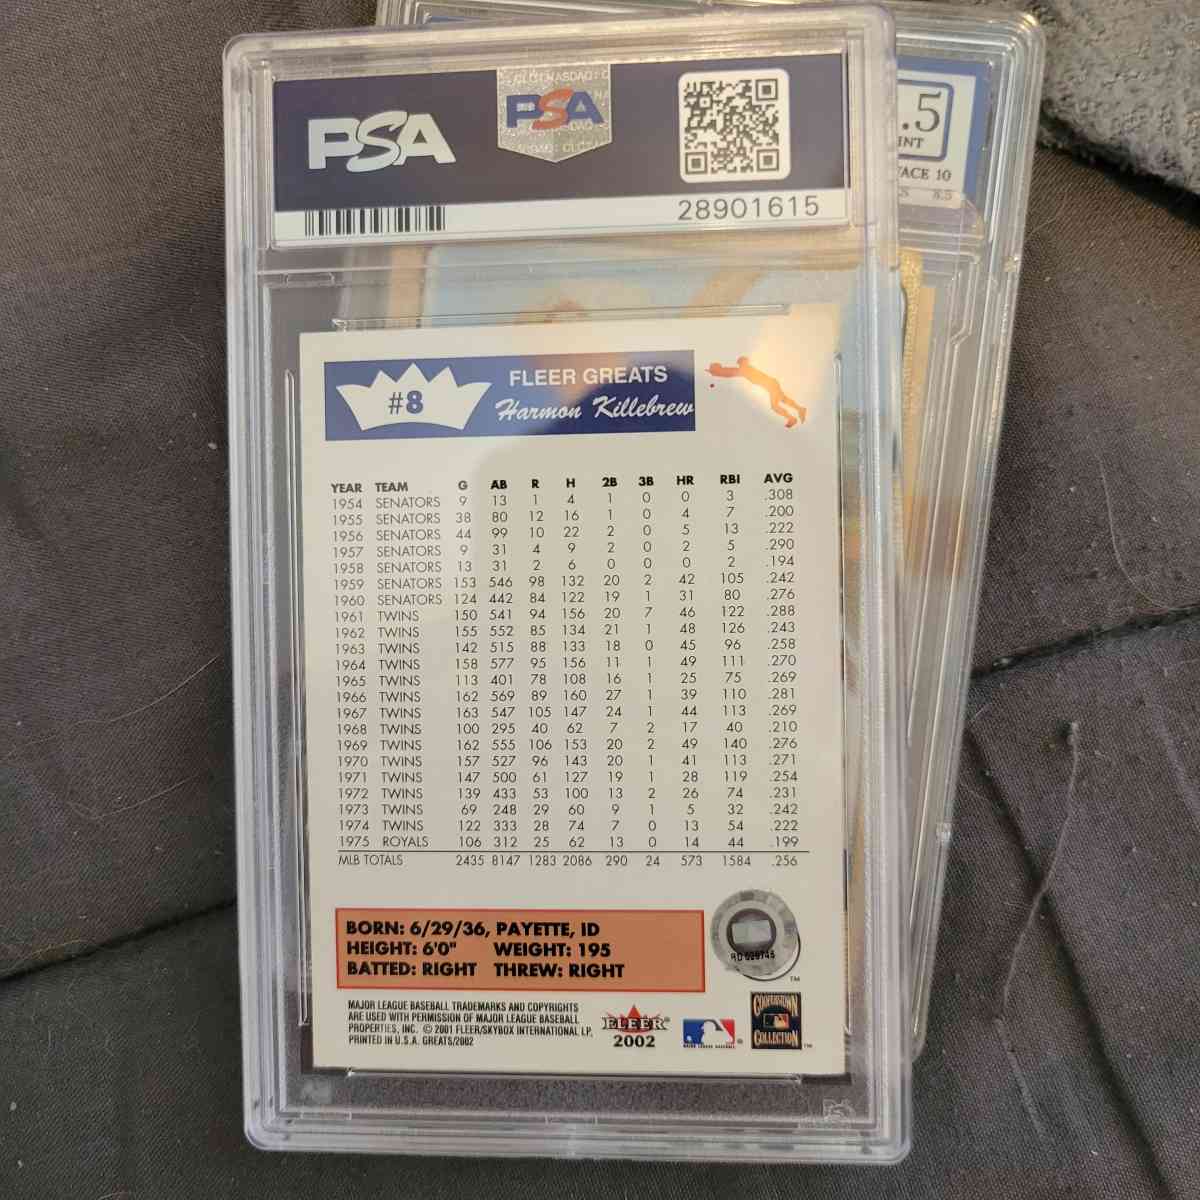 PSA
PSA
28901615
.5
INT
FACE 10
8.5
#8
FLEER GREATS
Harmon Killebrew
YEAR TEAM G AB R H 2B 3B HR RBI AVG
1954 SENATORS 9 13 1 4 1 0 0 3 .308
1955 SENATORS 38 80 12 16 1 0 4 7 .200
1956 SENATORS 44 99 10 22 2 0 5 13 .222
1957 SENATORS 9 31 4 9 2 0 2 5 .290
1958 SENATORS 13 31 2 6 0 0 0 2 .194
1959 SENATORS 153 546 98 132 20 2 42 105 .242
1960 SENATORS 124 442 84 122 19 1 31 80 .276
1961 TWINS 150 541 94 156 20 7 46 122 .288
1962 TWINS 155 552 85 134 21 1 48 126 .243
1963 TWINS 142 515 88 133 18 0 45 96 .258
1964 TWINS 158 577 95 156 11 1 49 111 .270
1965 TWINS 113 401 78 108 16 1 25 75 .269
1966 TWINS 162 569 89 160 27 1 39 110 .281
1967 TWINS 163 547 105 147 24 1 44 113 .269
1968 TWINS 100 295 40 62 7 2 17 40 .210
1969 TWINS 162 555 106 153 20 2 49 140 .276
1970 TWINS 157 527 96 143 20 1 41 113 .271
1971 TWINS 147 500 61 127 19 1 28 119 .254
1972 TWINS 139 433 53 100 13 2 26 74 .231
1973 TWINS 69 248 29 60 9 1 5 32 .242
1974 TWINS 122 333 28 74 7 0 13 54 .222
1975 ROYALS 106 312 25 62 13 0 14 44 .199
MLB TOTALS 2435 8147 1283 2086 290 24 573 1584 .256
BORN: 6/29/36, PAYETTE, ID
HEIGHT: 6'0" WEIGHT: 195
BATTED: RIGHT THREW: RIGHT
TM
MAJOR LEAGUE BASEBALL TRADEMARKS AND COPYRIGHTS
ARE USED WITH PERMISSION OF MAJOR LEAGUE BASEBALL
PROPERTIES, INC. © 2001 FLEER/SKYBOX INTERNATIONAL LP.
PRINTED IN U.S.A. GREATS/2002
FLEER®
2002
MAJOR LEAGUE BASEBALL
COOPERSTOWN
COLLECTION
TM